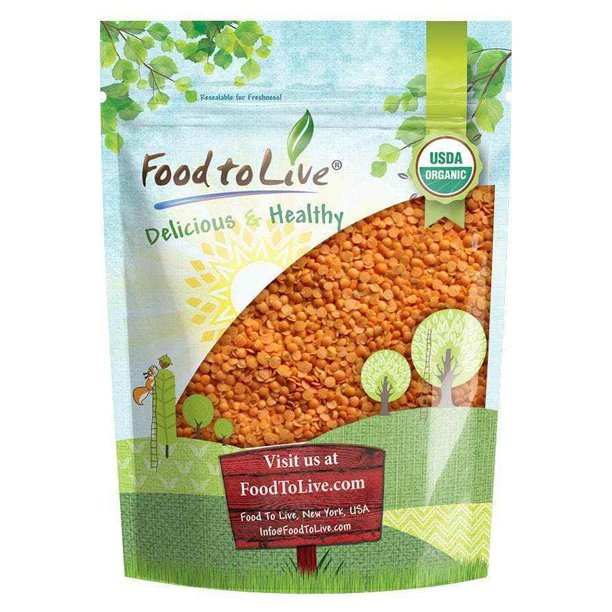 Resealable for Freshness!
Food to Live®
Delicious & Healthy
USDA
ORGANIC
Visit us at
FoodToLive.com
Food To Live, New York, USA
Info@FoodToLive.com